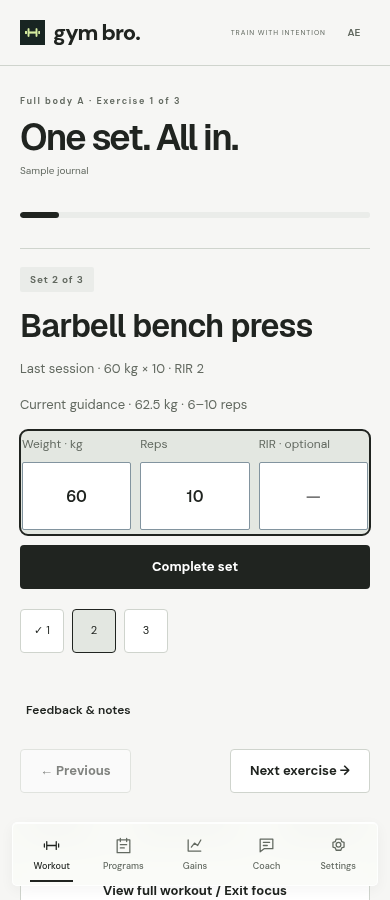 gym bro.
TRAIN WITH INTENTION
AE
Full body A · Exercise 1 of 3
One set. All in.
Sample journal
Set 2 of 3
Barbell bench press
Last session · 60 kg × 10 · RIR 2
Current guidance · 62.5 kg · 6–10 reps
Weight · kg Reps RIR · optional
60 10 —
Complete set
✓ 1 2 3
Feedback & notes
← Previous Next exercise →
Workout Programs Gains Coach Settings
View full workout / Exit focus